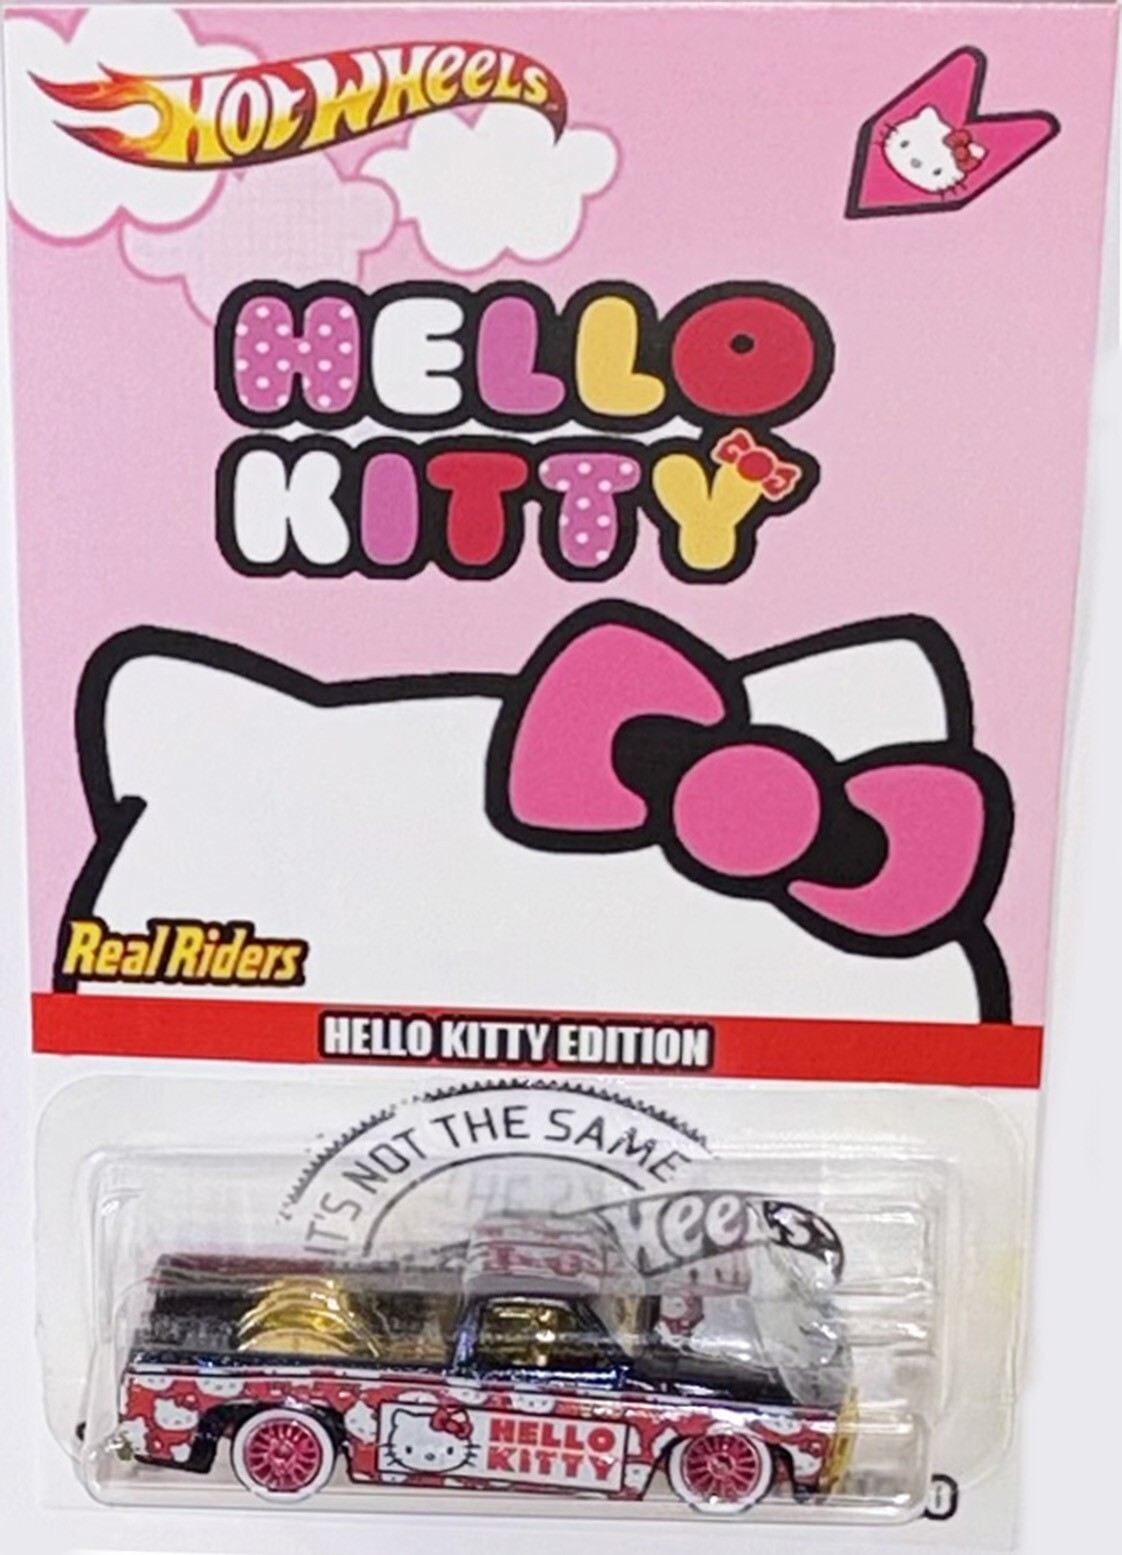 HOT WHEELS
HELLO
KITTY
Real Riders
HELLO KITTY EDITION
IT'S NOT THE SAME
HELLO
KITTY